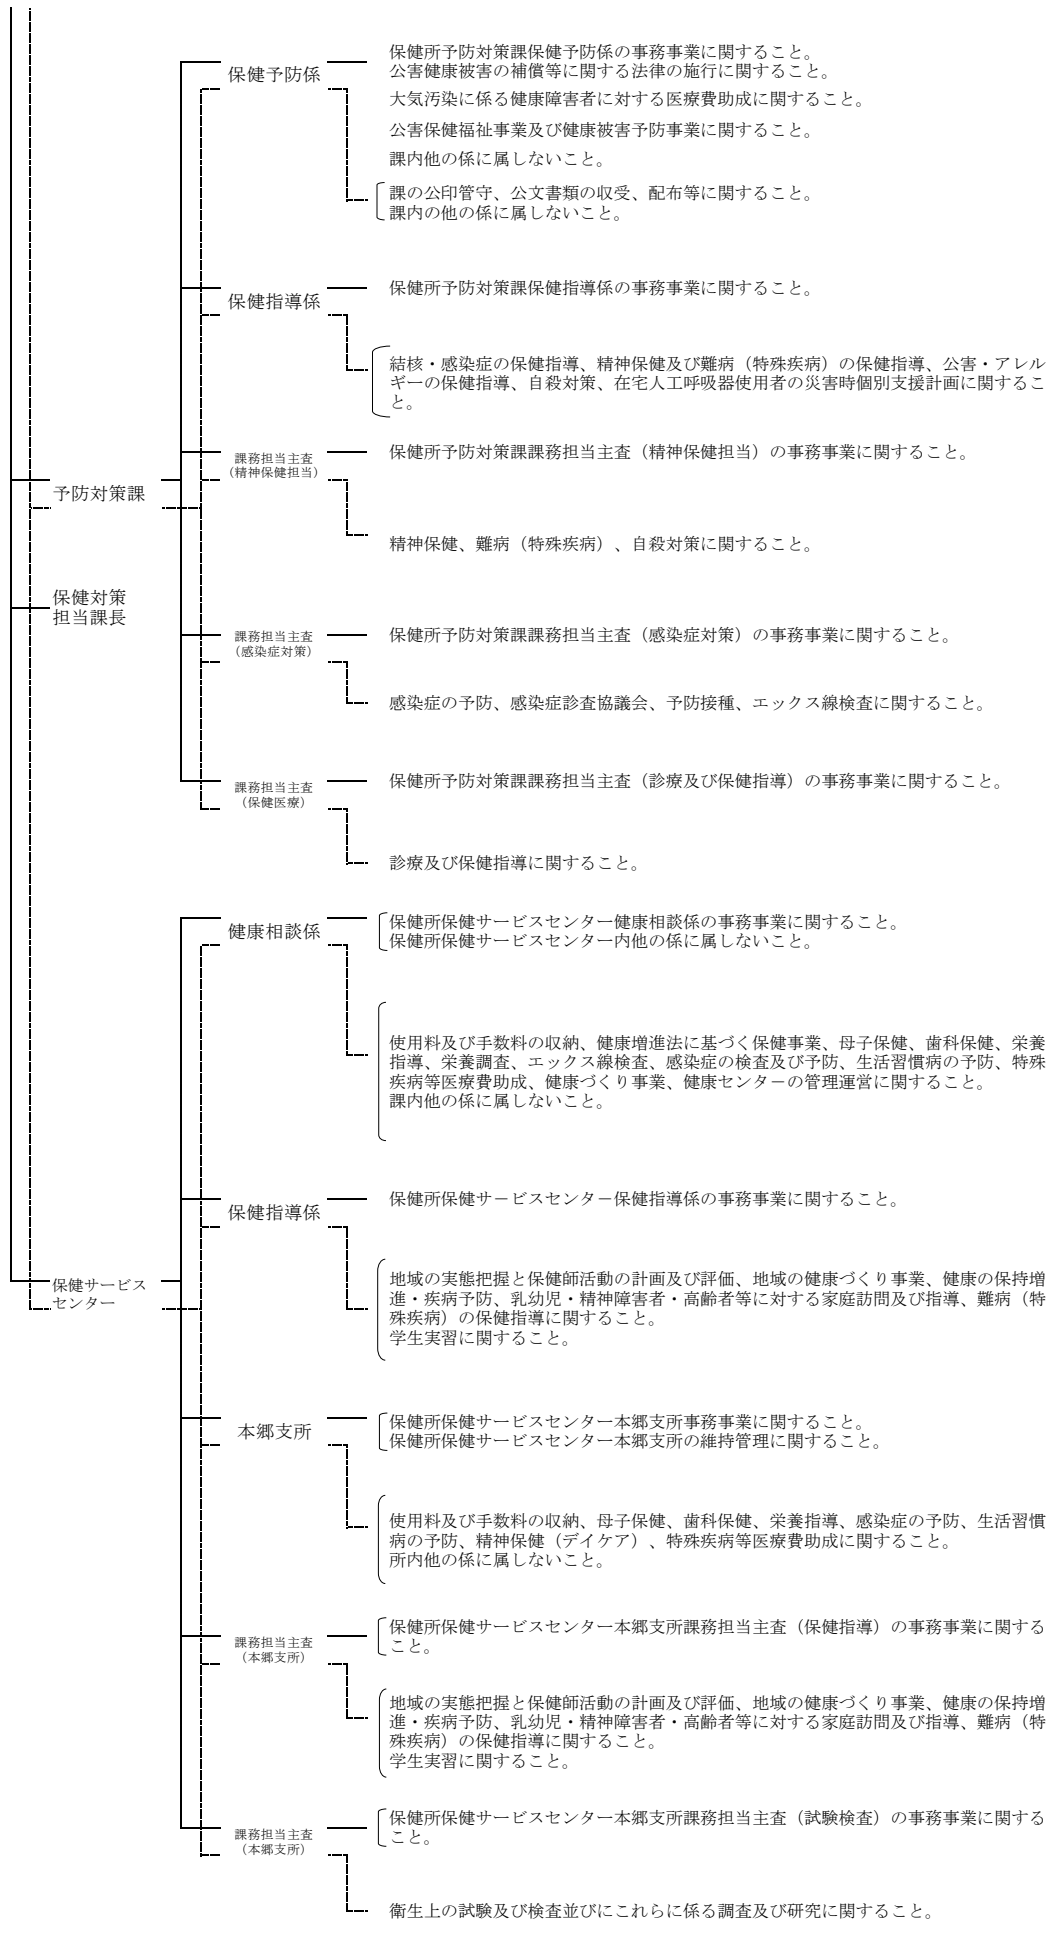 保健予防係
保健所予防対策課保健予防係の事務事業に関すること。
公害健康被害の補償等に関する法律の施行に関すること。
大気汚染に係る健康障害者に対する医療費助成に関すること。
公害保健福祉事業及び健康被害予防事業に関すること。
課内他の係に属しないこと。
課の公印管守、公文書類の収受、配布等に関すること。
課内の他の係に属しないこと。
保健指導係
保健所予防対策課保健指導係の事務事業に関すること。
結核・感染症の保健指導、精神保健及び難病（特殊疾病）の保健指導、公害・アレル
ギーの保健指導、自殺対策、在宅人工呼吸器使用者の災害時個別支援計画に関するこ
と。
課務担当主査
（精神保健担当）
保健所予防対策課課務担当主査（精神保健担当）の事務事業に関すること。
予防対策課
精神保健、難病（特殊疾病）、自殺対策に関すること。
保健対策
担当課長
課務担当主査
（感染症対策）
保健所予防対策課課務担当主査（感染症対策）の事務事業に関すること。
感染症の予防、感染症診査協議会、予防接種、エックス線検査に関すること。
課務担当主査
（保健医療）
保健所予防対策課課務担当主査（診療及び保健指導）の事務事業に関すること。
診療及び保健指導に関すること。
健康相談係
保健所保健サービスセンター健康相談係の事務事業に関すること。
保健所保健サービスセンター内他の係に属しないこと。
使用料及び手数料の収納、健康増進法に基づく保健事業、母子保健、歯科保健、栄養
指導、栄養調査、エックス線検査、感染症の検査及び予防、生活習慣病の予防、特殊
疾病等医療費助成、健康づくり事業、健康センタ－の管理運営に関すること。
課内他の係に属しないこと。
保健指導係
保健所保健サ－ビスセンタ－保健指導係の事務事業に関すること。
保健サービス
センター
地域の実態把握と保健師活動の計画及び評価、地域の健康づくり事業、健康の保持増
進・疾病予防、乳幼児・精神障害者・高齢者等に対する家庭訪問及び指導、難病（特
殊疾病）の保健指導に関すること。
学生実習に関すること。
本郷支所
保健所保健サービスセンター本郷支所事務事業に関すること。
保健所保健サービスセンター本郷支所の維持管理に関すること。
使用料及び手数料の収納、母子保健、歯科保健、栄養指導、感染症の予防、生活習慣
病の予防、精神保健（デイケア）、特殊疾病等医療費助成に関すること。
所内他の係に属しないこと。
課務担当主査
（本郷支所）
保健所保健サービスセンター本郷支所課務担当主査（保健指導）の事務事業に関する
こと。
地域の実態把握と保健師活動の計画及び評価、地域の健康づくり事業、健康の保持増
進・疾病予防、乳幼児・精神障害者・高齢者等に対する家庭訪問及び指導、難病（特
殊疾病）の保健指導に関すること。
学生実習に関すること。
課務担当主査
（本郷支所）
保健所保健サービスセンター本郷支所課務担当主査（試験検査）の事務事業に関する
こと。
衛生上の試験及び検査並びにこれらに係る調査及び研究に関すること。